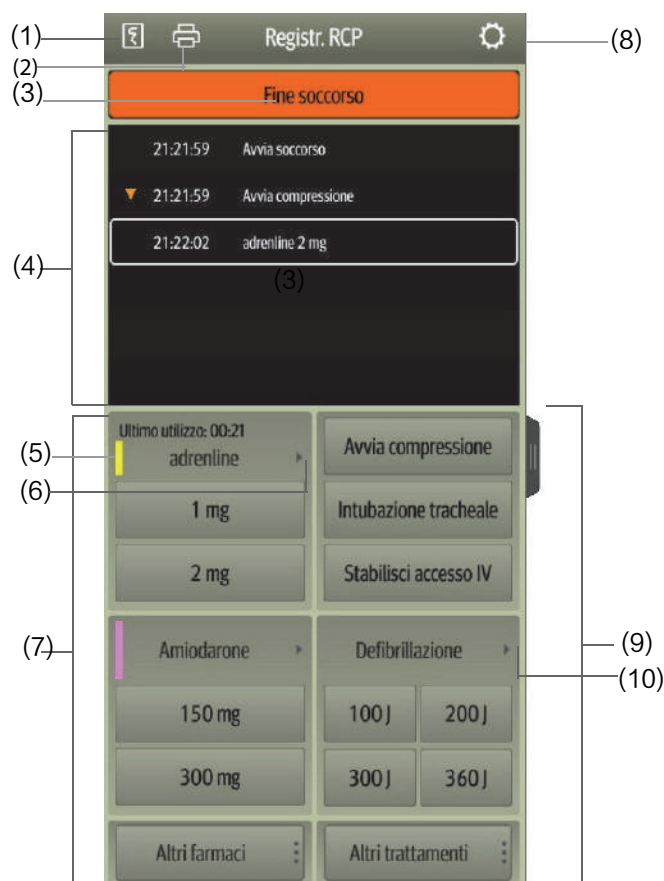 (1)
Registr. RCP
(8)
(2)
(3)
Fine soccorso
21:21:59 Avvia soccorso
21:21:59 Avvia compressione
21:22:02 adrenline 2 mg
(4)
(3)
Ultimo utilizzo: 00:21
(5)
adrenline
Avvia compressione
(6)
1 mg
Intubazione tracheale
2 mg
Stabilisci accesso IV
(7)
Amiodarone
Defibrillazione
(9)
(10)
150 mg
100 J
200 J
300 mg
300 J
360 J
Altri farmaci
Altri trattamenti